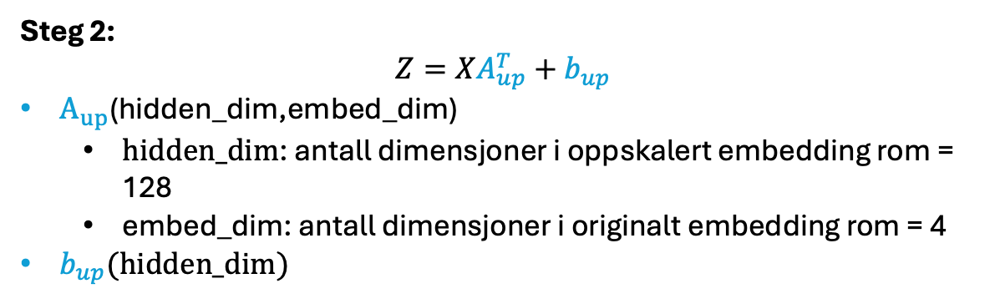 Steg 2:
Z = XA_{up}^{T} + b_{up}
• A_{up}(hidden_dim,embed_dim)
• hidden_dim: antall dimensjoner i oppskalert embedding rom =
128
• embed_dim: antall dimensjoner i originalt embedding rom = 4
• b_{up}(hidden_dim)